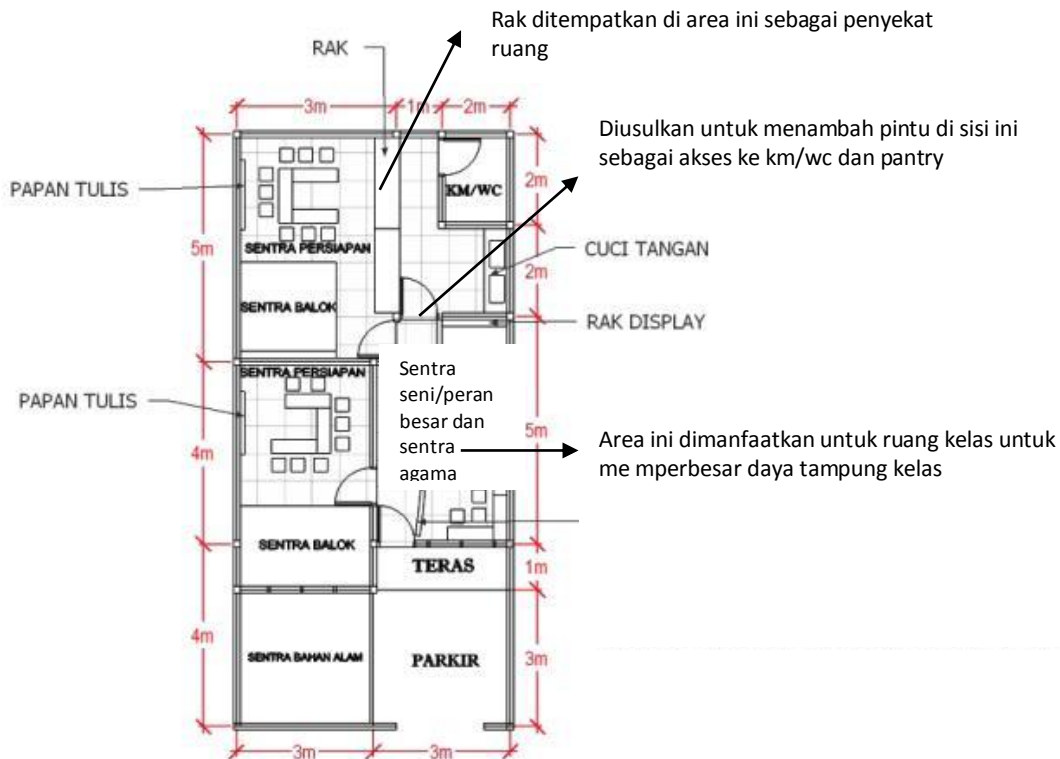 Rak ditempatkan di area ini sebagai penyekat
ruang
RAK
3m
1m
2m
Diusulkan untuk menambah pintu di sisi ini
sebagai akses ke km/wc dan pantry
PAPAN TULIS
KM/WC
2m
5m
SENTRA PERSIAPAN
CUCI TANGAN
2m
SENTRA BALOK
RAK DISPLAY
SENTRA PERSIAPAN
Sentra
seni/peran
besar dan
sentra
agama
PAPAN TULIS
5m
Area ini dimanfaatkan untuk ruang kelas untuk
me mperbesar daya tampung kelas
4m
SENTRA BALOK
TERAS
1m
4m
SENTRA BAHAN ALAM
PARKIR
3m
3m
3m